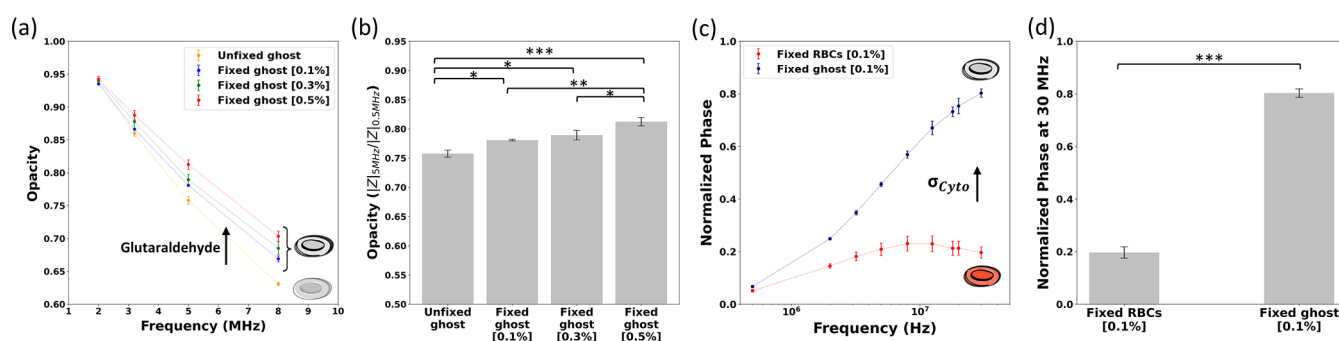 (a)
Opacity
1.00
0.95
0.90
0.85
0.80
0.75
0.70
0.65
0.60
Unfixed ghost
Fixed ghost [0.1%]
Fixed ghost [0.3%]
Fixed ghost [0.5%]
Glutaraldehyde
1 2 3 4 5 6 7 8 9 10
Frequency (MHz)
(b)
Opacity (|Z|5MHz/|Z|0.5MHz)
0.95
0.90
0.85
0.80
0.75
0.70
0.65
0.60
0.55
0.50
***
*
* **
*
Unfixed Fixed Fixed Fixed
ghost ghost ghost ghost
[0.1%] [0.3%] [0.5%]
(c)
Normalized Phase
1.0
0.8
0.6
0.4
0.2
0.0
Fixed RBCs [0.1%]
Fixed ghost [0.1%]
σCyto
10⁶ 10⁷
Frequency (Hz)
(d)
Normalized Phase at 30 MHz
1.0
0.8
0.6
0.4
0.2
0.0
***
Fixed RBCs Fixed ghost
[0.1%] [0.1%]